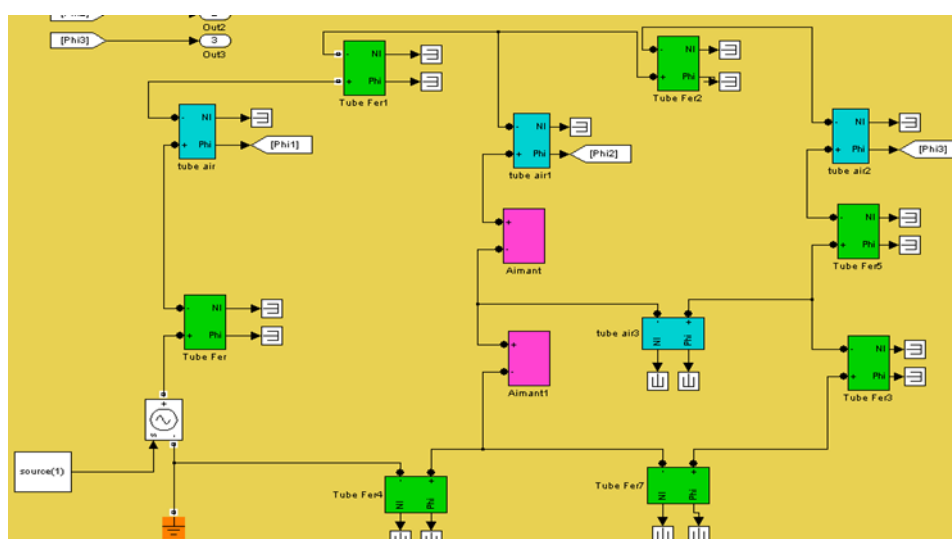 [Phi2]
2
Out2
[Phi3]
3
Out3
- NI
+ Phi
Tube Fer1
- NI
+ Phi
Tube Fer2
- NI
+ Phi
[Phi1]
tube air
- NI
+ Phi
[Phi2]
tube air1
- NI
+ Phi
[Phi3]
tube air2
+
-
Aimant
- NI
+ Phi
Tube Fer5
- NI
+ Phi
Tube Fer
- +
NI Phi
tube air3
+
-
Aimant1
- NI
+ Phi
Tube Fer3
+
s -
source(1)
- +
NI Phi
Tube Fer4
- +
NI Phi
Tube Fer7